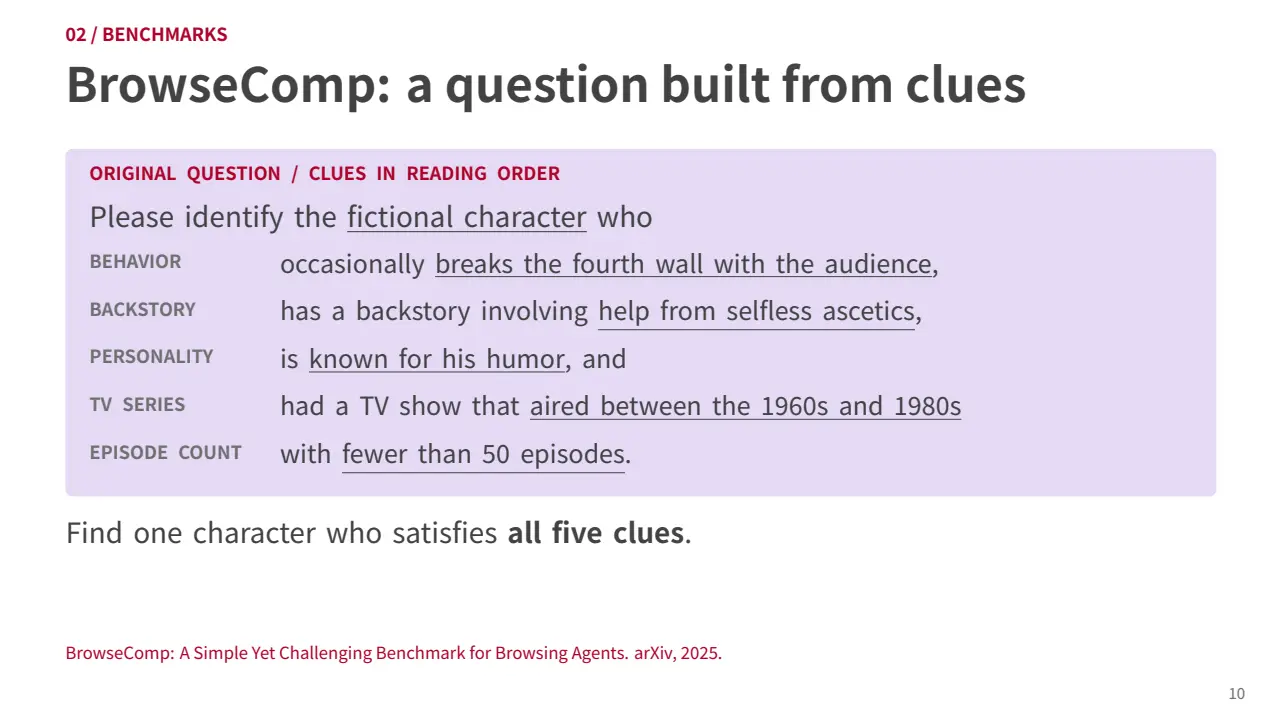 02 / BENCHMARKS
BrowseComp: a question built from clues
ORIGINAL QUESTION / CLUES IN READING ORDER
Please identify the fictional character who
BEHAVIOR occasionally breaks the fourth wall with the audience,
BACKSTORY has a backstory involving help from selfless ascetics,
PERSONALITY is known for his humor, and
TV SERIES had a TV show that aired between the 1960s and 1980s
EPISODE COUNT with fewer than 50 episodes.
Find one character who satisfies all five clues.
BrowseComp: A Simple Yet Challenging Benchmark for Browsing Agents. arXiv, 2025.
10